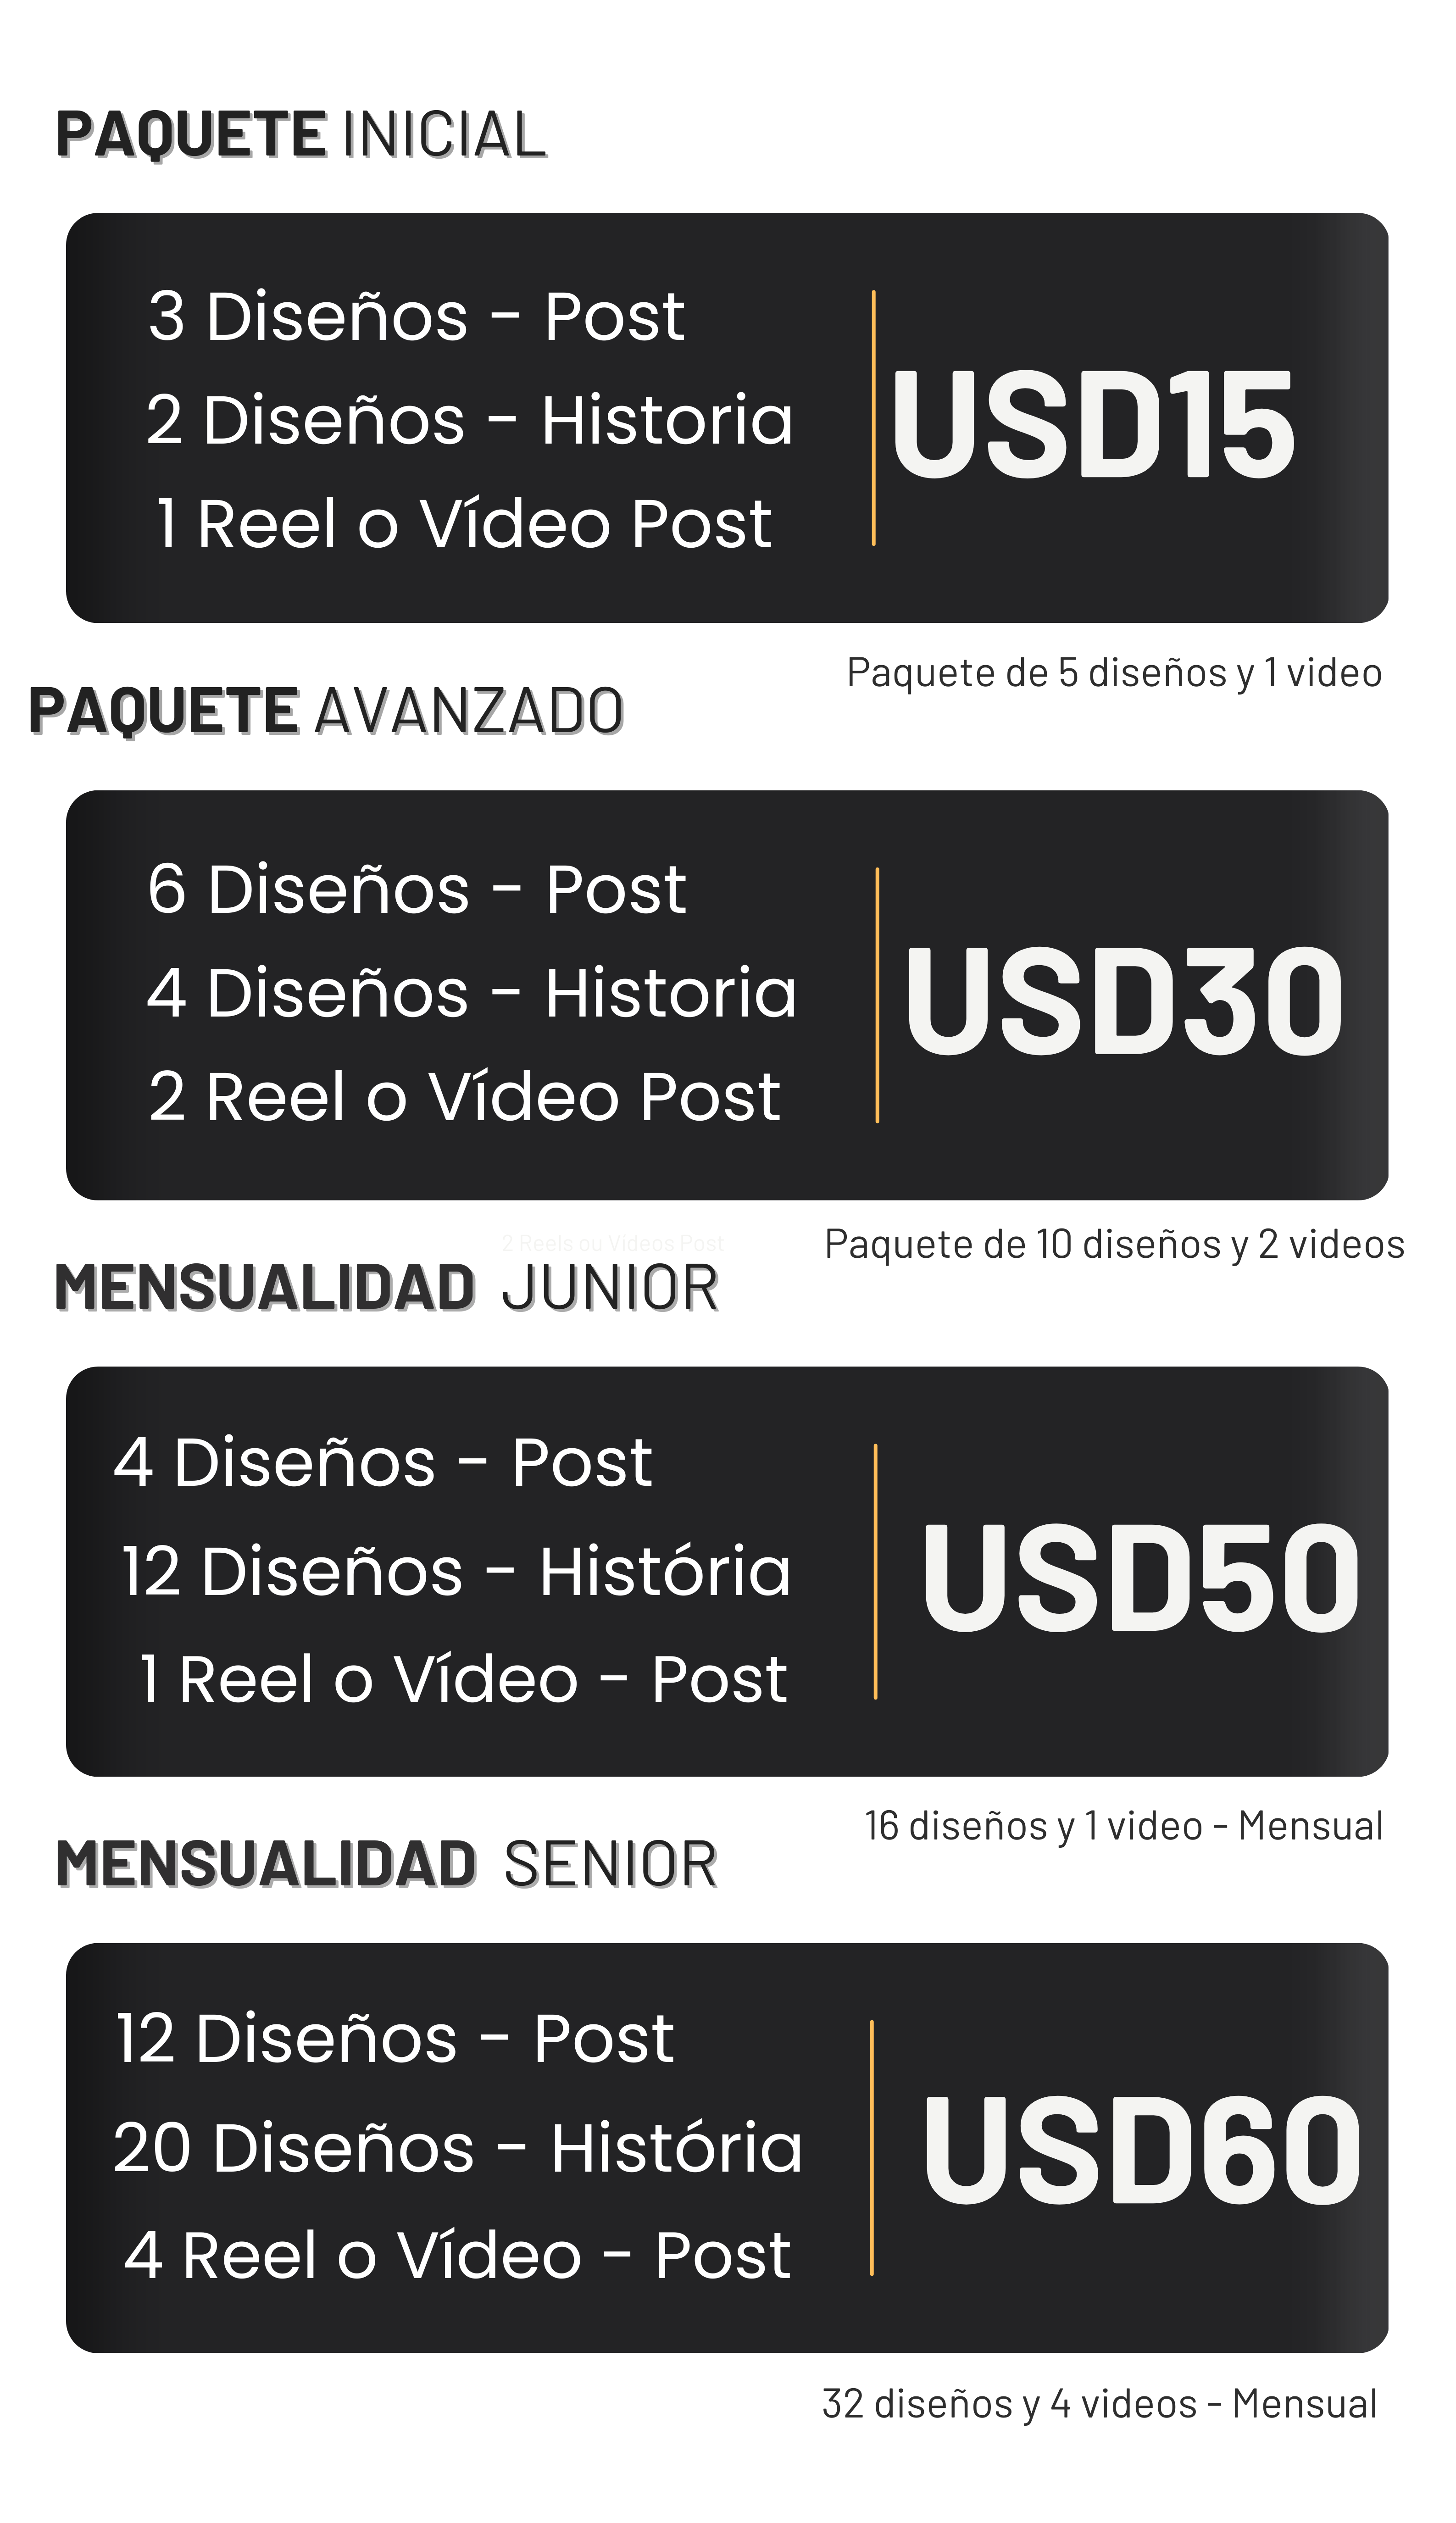 PAQUETE INICIAL
3 Diseños - Post
2 Diseños - Historia
1 Reel o Vídeo Post
USD15
Paquete de 5 diseños y 1 video
PAQUETE AVANZADO
6 Diseños - Post
4 Diseños - Historia
2 Reel o Vídeo Post
USD30
Paquete de 10 diseños y 2 videos
2 Reels ou Vídeos Post
MENSUALIDAD JUNIOR
4 Diseños - Post
12 Diseños - História
1 Reel o Vídeo - Post
USD50
16 diseños y 1 video - Mensual
MENSUALIDAD SENIOR
12 Diseños - Post
20 Diseños - História
4 Reel o Vídeo - Post
USD60
32 diseños y 4 videos - Mensual